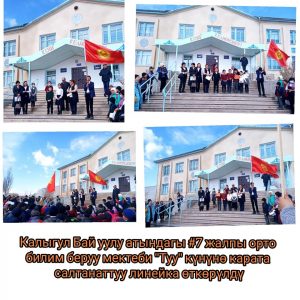 Калыгул Бай уулу атындагы #7 жалпы орто
билим берүү мектеби "Туу" күнүнө карата
салтанаттуу линейка өткөрүлдү